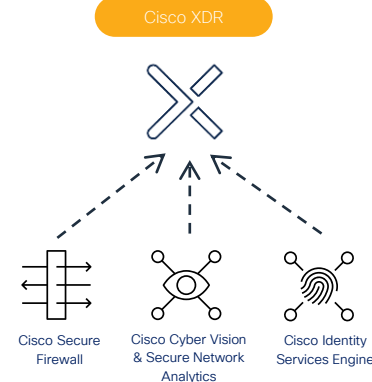 Cisco XDR
Cisco Secure
Firewall
Cisco Cyber Vision
& Secure Network
Analytics
Cisco Identity
Services Engine